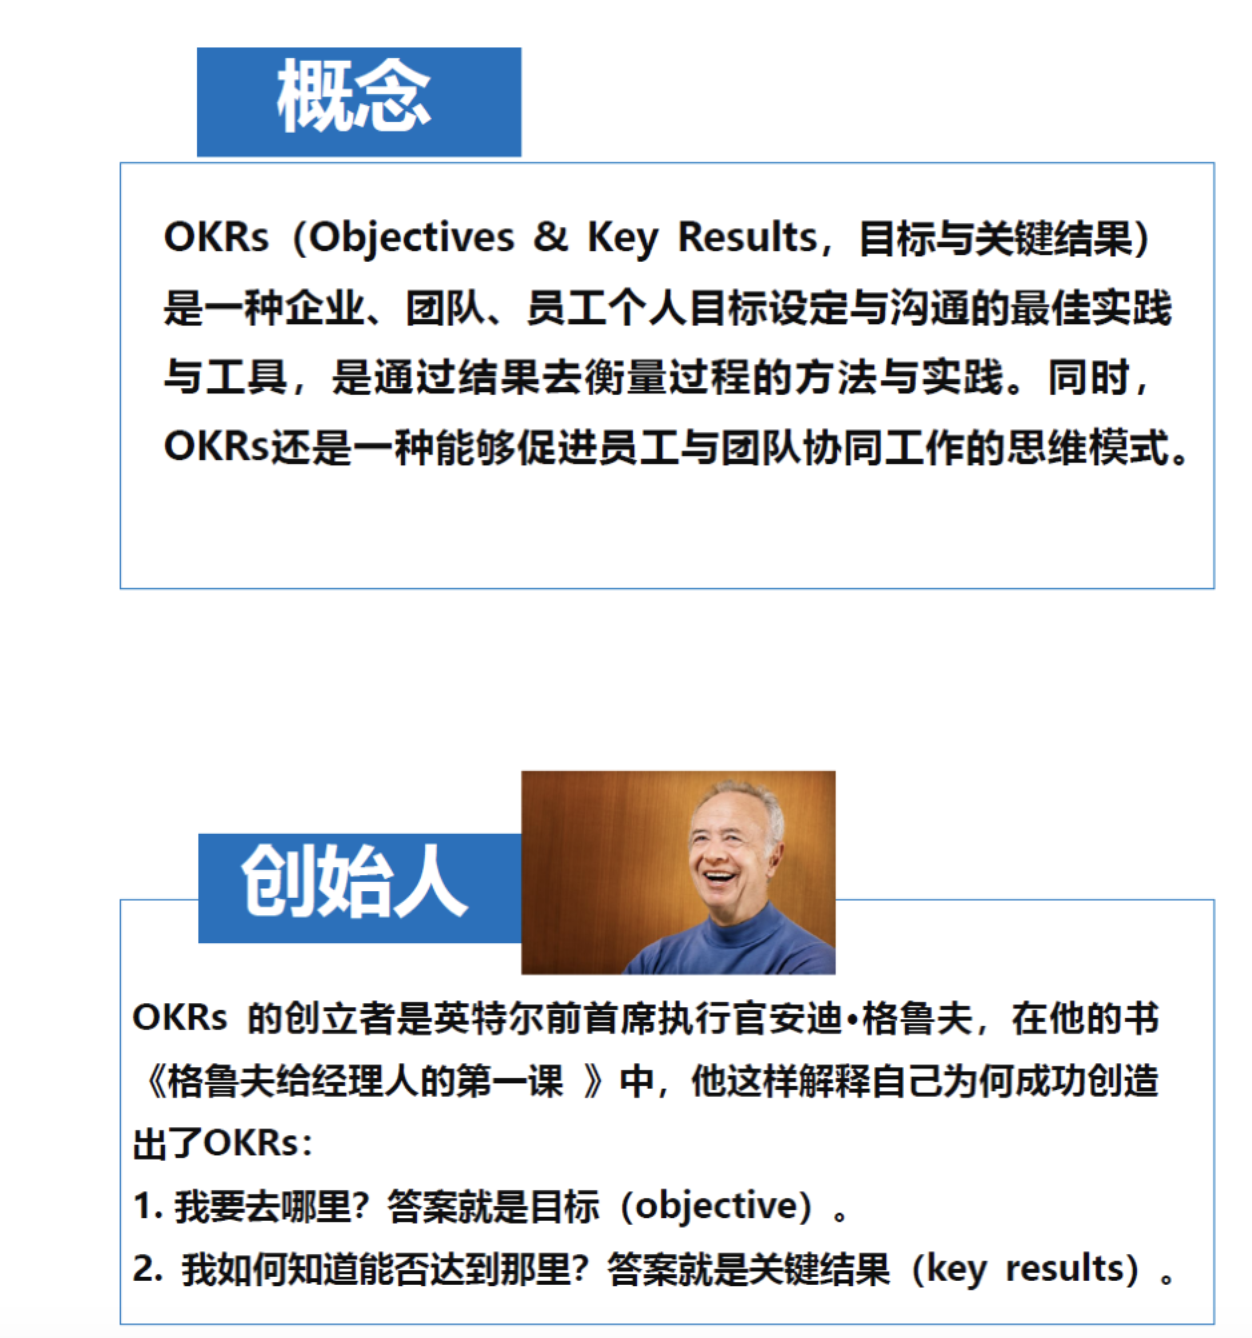 概念
OKRs（Objectives & Key Results，目标与关键结果）
是一种企业、团队、员工个人目标设定与沟通的最佳实践
与工具，是通过结果去衡量过程的方法与实践。同时，
OKRs还是一种能够促进员工与团队协同工作的思维模式。
创始人
OKRs 的创立者是英特尔前首席执行官安迪•格鲁夫，在他的书
《格鲁夫给经理人的第一课 》中，他这样解释自己为何成功创造
出了OKRs：
1. 我要去哪里？答案就是目标（objective）。
2. 我如何知道能否达到那里？答案就是关键结果（key results）。